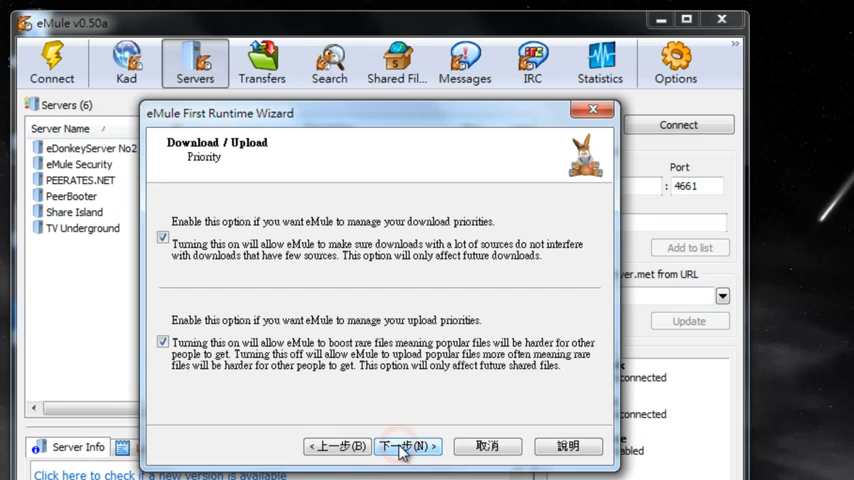 eMule v0.50a
Connect
Kad
Servers
Transfers
Search
Shared Fil...
Messages
IRC
Statistics
Options
»
Servers (6)
Server Name
eDonkeyServer No2
eMule Security
PEERATES.NET
PeerBooter
Share Island
TV Underground
eMule First Runtime Wizard
Download / Upload
Priority
Enable this option if you want eMule to manage your download priorities.
Turning this on will allow eMule to make sure downloads with a lot of sources do not interfere
with downloads that have few sources. This option will only affect future downloads.
Enable this option if you want eMule to manage your upload priorities.
Turning this on will allow eMule to boost rare files meaning popular files will be harder for other
people to get. Turning this off will allow eMule to upload popular files more often meaning rare
files will be harder for other people to get. This option will only affect future shared files.
< 上一步(B)
下一步(N) >
取消
說明
Connect
Port
: 4661
Add to list
ver.met from URL
Update
connected
connected
abled
Server Info
Click here to check if a new version is available